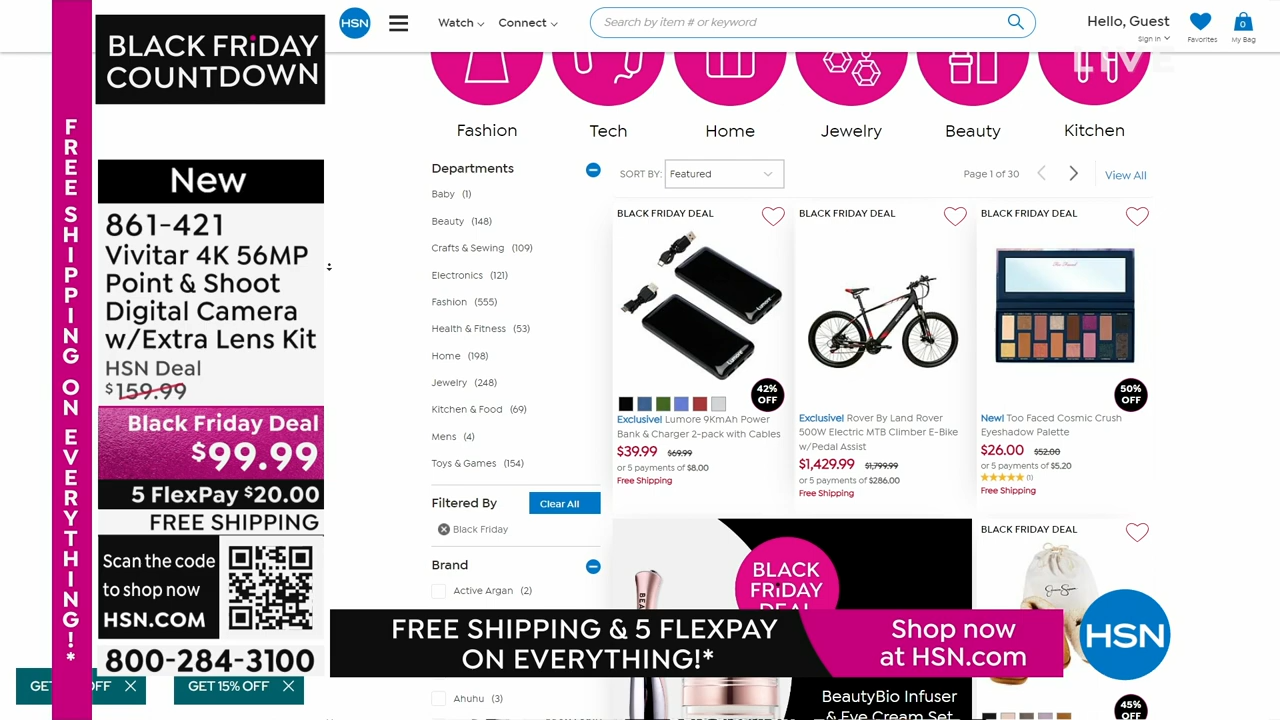 FREE SHIPPING ON EVERYTHING!*
BLACK FRiDAY
COUNTDOWN
New
861-421
Vivitar 4K 56MP
Point & Shoot
Digital Camera
w/Extra Lens Kit
HSN Deal
$159.99
Black Friday Deal
$99.99
5 FlexPay $20.00
FREE SHIPPING
Scan the code
to shop now
HSN.COM
800-284-3100
GET
OFF
GET 15% OFF
HSN
Watch
Connect
Search by item # or keyword
Hello, Guest
Sign In
Favorites
0
My Bag
LIVE
Fashion
Tech
Home
Jewelry
Beauty
Kitchen
Departments
Baby (1)
Beauty (148)
Crafts & Sewing (109)
Electronics (121)
Fashion (555)
Health & Fitness (53)
Home (198)
Jewelry (248)
Kitchen & Food (69)
Mens (4)
Toys & Games (154)
Filtered By
Clear All
Black Friday
Brand
Active Argan (2)
Ahuhu (3)
SORT BY: Featured
Page 1 of 30
View All
BLACK FRIDAY DEAL
Lumore
Lumore
42%
OFF
Exclusive! Lumore 9KmAh Power
Bank & Charger 2-pack with Cables
$39.99 $69.99
or 5 payments of $8.00
Free Shipping
BLACK FRIDAY DEAL
Exclusive! Rover By Land Rover
500W Electric MTB Climber E-Bike
w/Pedal Assist
$1,429.99 $1,799.99
or 5 payments of $286.00
Free Shipping
BLACK FRIDAY DEAL
50%
OFF
New! Too Faced Cosmic Crush
Eyeshadow Palette
$26.00 $52.00
or 5 payments of $5.20
(1)
Free Shipping
BLACK
FRiDAY
DEAL
BEA
BeautyBio Infuser
& Eye Cream Set
BLACK FRIDAY DEAL
45%
OFF
FREE SHIPPING & 5 FLEXPAY
ON EVERYTHING!*
Shop now
at HSN.com
HSN